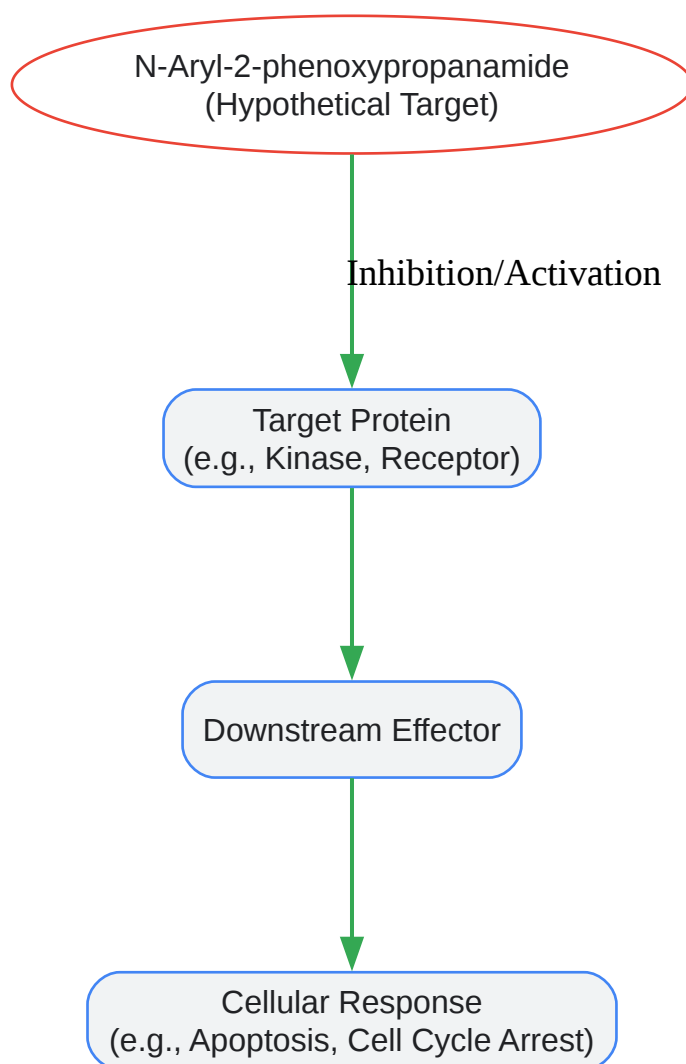 N-Aryl-2-phenoxypropanamide
(Hypothetical Target)
Inhibition/Activation
Target Protein
(e.g., Kinase, Receptor)
Downstream Effector
Cellular Response
(e.g., Apoptosis, Cell Cycle Arrest)